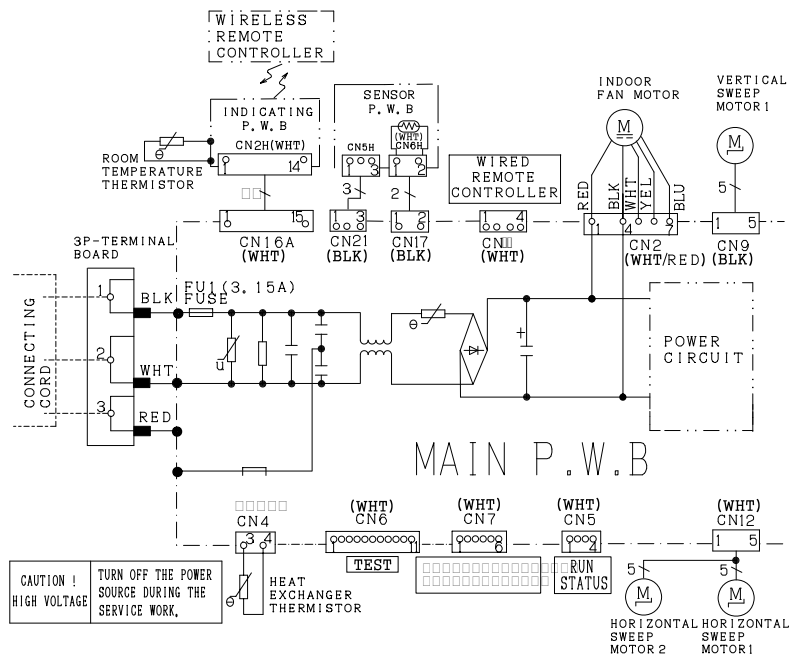 WIRELESS
REMOTE
CONTROLLER
INDICATING
P.W.B
CN2H(WHT)
1 14
ROOM
TEMPERATURE
THERMISTOR
θ
SENSOR
P.W.B
(WHT)
CN5H CN6H
1 3 1 2
3 2
WIRED
REMOTE
CONTROLLER
INDOOR
FAN MOTOR
M
RED
BLK
WHT
YEL
BLU
VERTICAL
SWEEP
MOTOR1
M
5
1 15
CN16A
(WHT)
1 3
CN21
(BLK)
1 2
CN17
(BLK)
1 4
CN
(WHT)
1 4 7
CN2
(WHT/RED)
1 5
CN9
(BLK)
3P-TERMINAL
BOARD
CONNECTING
CORD
1
2
3
BLK
WHT
RED
FU1(3.15A)
FUSE
u
θ
+
POWER
CIRCUIT
MAIN P.W.B
CN4
3 4
θ
HEAT
EXCHANGER
THERMISTOR
(WHT)
CN6
1 11
TEST
(WHT)
CN7
1 6
(WHT)
CN5
1 4
RUN
STATUS
(WHT)
CN12
1 5
5 5
M M
HORIZONTAL
SWEEP
MOTOR2
HORIZONTAL
SWEEP
MOTOR1
CAUTION !
HIGH VOLTAGE
TURN OFF THE POWER
SOURCE DURING THE
SERVICE WORK.